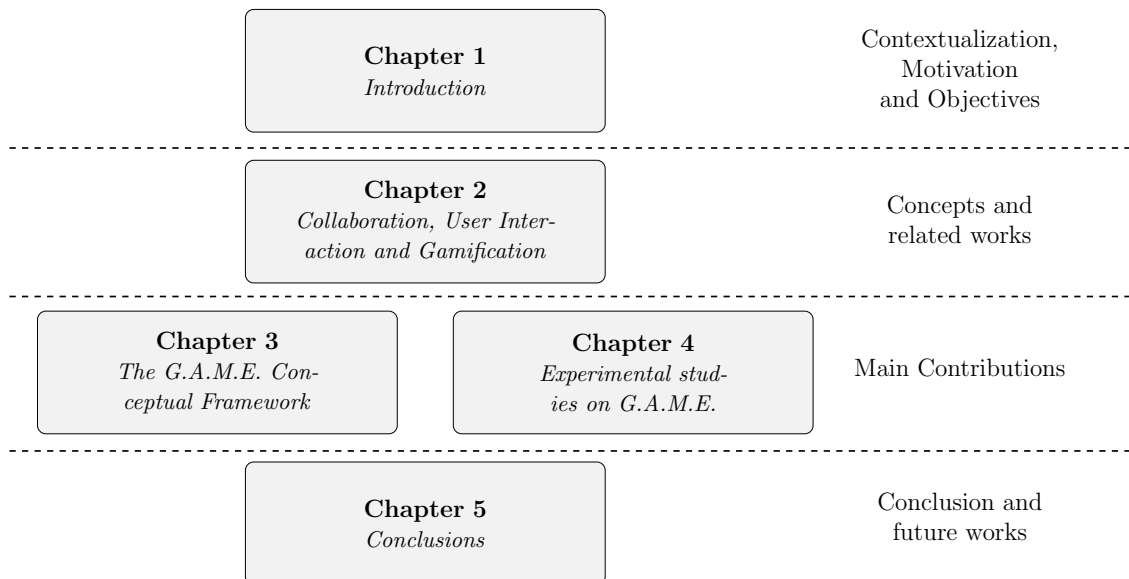 Chapter 1
Introduction
Contextualization,
Motivation
and Objectives
Chapter 2
Collaboration, User Inter-
action and Gamification
Concepts and
related works
Chapter 3
The G.A.M.E. Con-
ceptual Framework
Chapter 4
Experimental stud-
ies on G.A.M.E.
Main Contributions
Chapter 5
Conclusions
Conclusion and
future works